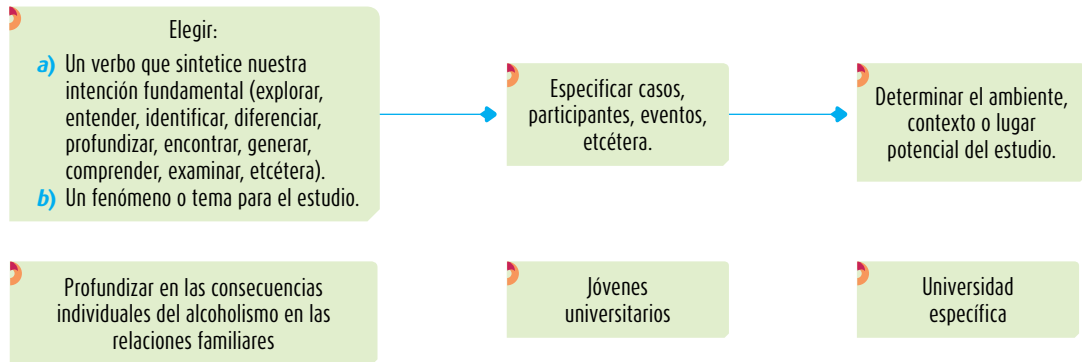 Elegir:
a) Un verbo que sintetice nuestra
intención fundamental (explorar,
entender, identificar, diferenciar,
profundizar, encontrar, generar,
comprender, examinar, etcétera).
b) Un fenómeno o tema para el estudio.
Especificar casos,
participantes, eventos,
etcétera.
Determinar el ambiente,
contexto o lugar
potencial del estudio.
Profundizar en las consecuencias
individuales del alcoholismo en las
relaciones familiares
Jóvenes
universitarios
Universidad
específica